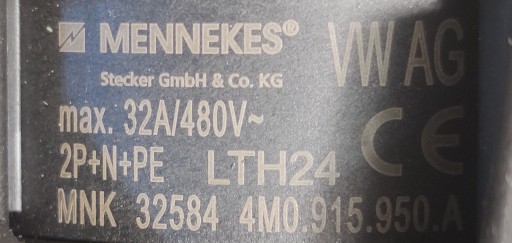 MENNEKES® VW AG
Stecker GmbH & Co. KG
max. 32A/480V~
2P+N+PE LTH24 CE
MNK 32584 4M0.915.950.A